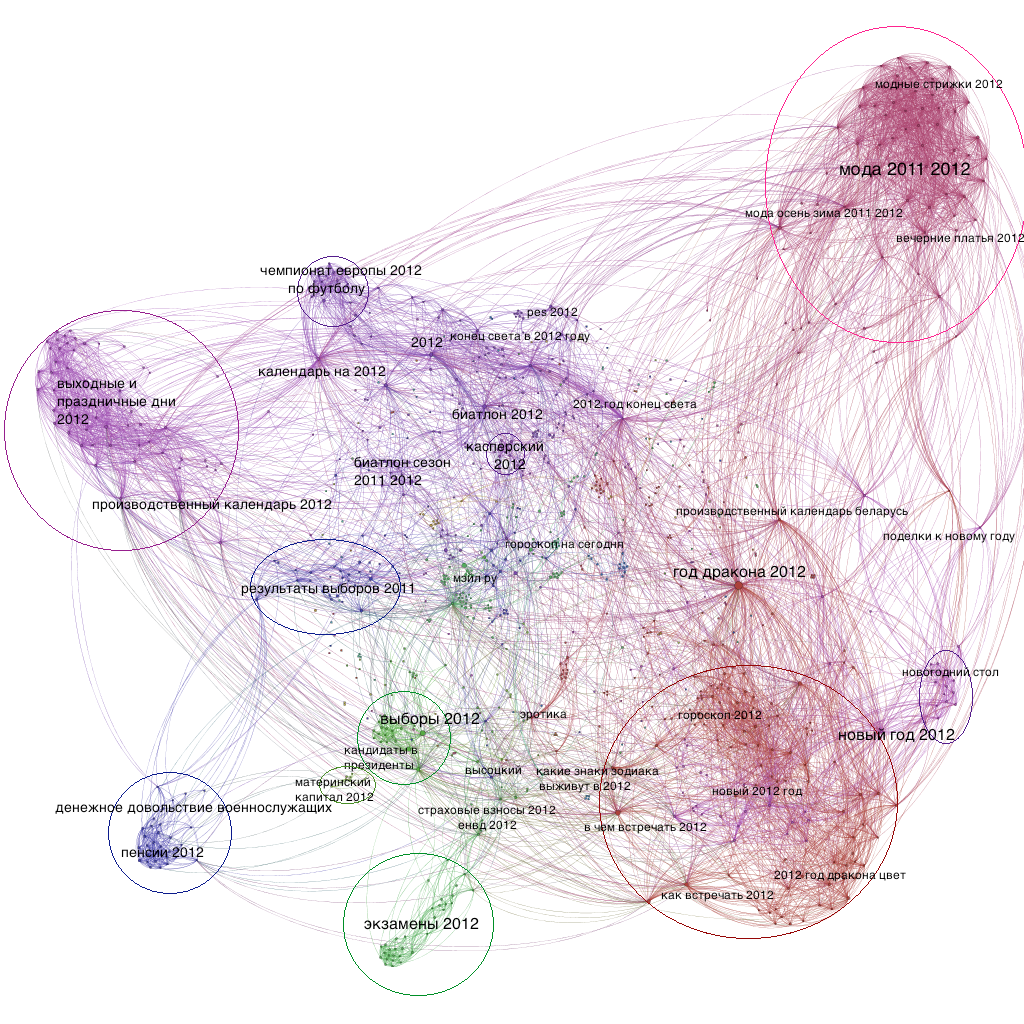 модные стрижки 2012
мода 2011 2012
мода осень зима 2011 2012
вечерние платья 2012
чемпионат европы 2012
по футболу
pes 2012
конец света в 2012 году
2012
календарь на 2012
выходные и
праздничные дни
2012
2012 год конец света
биатлон 2012
касперский
2012
биатлон сезон
2011 2012
производственный календарь 2012
производственный календарь беларусь
поделки к новому году
гороскоп на сегодня
год дракона 2012
мэйл ру
результаты выборов 2011
новогодний стол
гороскоп 2012
эротика
выборы 2012
новый год 2012
кандидаты в
президенты
высоцкий
какие знаки зодиака
выживут в 2012
материнский
капитал 2012
новый 2012 год
денежное довольствие военнослужащих
страховые взносы 2012
енвд 2012
в чем встречать 2012
пенсии 2012
2012 год дракона цвет
как встречать 2012
экзамены 2012